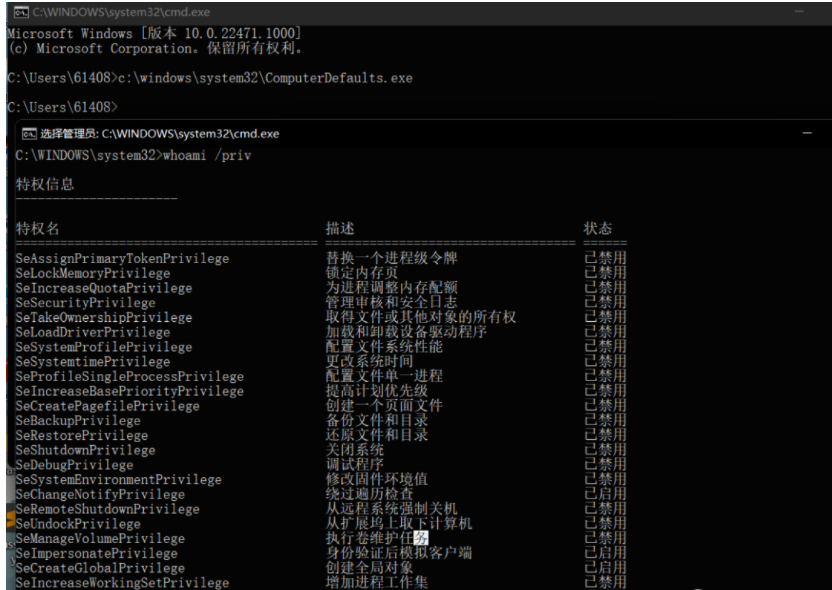 C:\WINDOWS\system32\cmd.exe
Microsoft Windows [版本 10.0.22471.1000]
(c) Microsoft Corporation。保留所有权利。
C:\Users\61408>c:\windows\system32\ComputerDefaults.exe
C:\Users\61408>
选择管理员: C:\WINDOWS\system32\cmd.exe
C:\WINDOWS\system32>whoami /priv
特权信息
----------------------
特权名 描述 状态
========================================= ================================== ======
SeAssignPrimaryTokenPrivilege 替换一个进程级令牌 已禁用
SeLockMemoryPrivilege 锁定内存页 已禁用
SeIncreaseQuotaPrivilege 为进程调整内存配额 已禁用
SeSecurityPrivilege 管理审核和安全日志 已禁用
SeTakeOwnershipPrivilege 取得文件或其他对象的所有权 已禁用
SeLoadDriverPrivilege 加载和卸载设备驱动程序 已禁用
SeSystemProfilePrivilege 配置文件系统性能 已禁用
SeSystemtimePrivilege 更改系统时间 已禁用
SeProfileSingleProcessPrivilege 配置文件单一进程 已禁用
SeIncreaseBasePriorityPrivilege 提高计划优先级 已禁用
SeCreatePagefilePrivilege 创建一个页面文件 已禁用
SeBackupPrivilege 备份文件和目录 已禁用
SeRestorePrivilege 还原文件和目录 已禁用
SeShutdownPrivilege 关闭系统 已禁用
SeDebugPrivilege 调试程序 已禁用
SeSystemEnvironmentPrivilege 修改固件环境值 已禁用
SeChangeNotifyPrivilege 绕过遍历检查 已启用
SeRemoteShutdownPrivilege 从远程系统强制关机 已禁用
SeUndockPrivilege 从扩展坞上取下计算机 已禁用
SeManageVolumePrivilege 执行卷维护任务 已禁用
SeImpersonatePrivilege 身份验证后模拟客户端 已启用
SeCreateGlobalPrivilege 创建全局对象 已启用
SeIncreaseWorkingSetPrivilege 增加进程工作集 已禁用